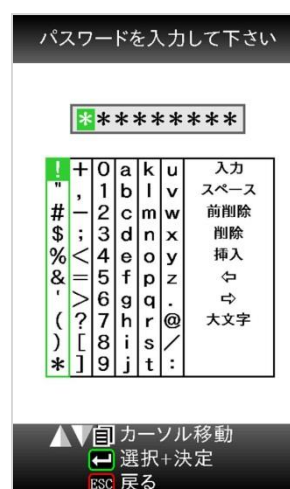 パスワードを入力して下さい
*********
! + 0 a k u 入力
" , 1 b l v スペース
# - 2 c m w 前削除
$ ; 3 d n x 削除
% < 4 e o y 挿入
& = 5 f p z ⇦
' > 6 g q . ⇨
( ? 7 h r @ 大文字
) [ 8 i s /
* ] 9 j t :
カーソル移動
選択+決定
ESC 戻る